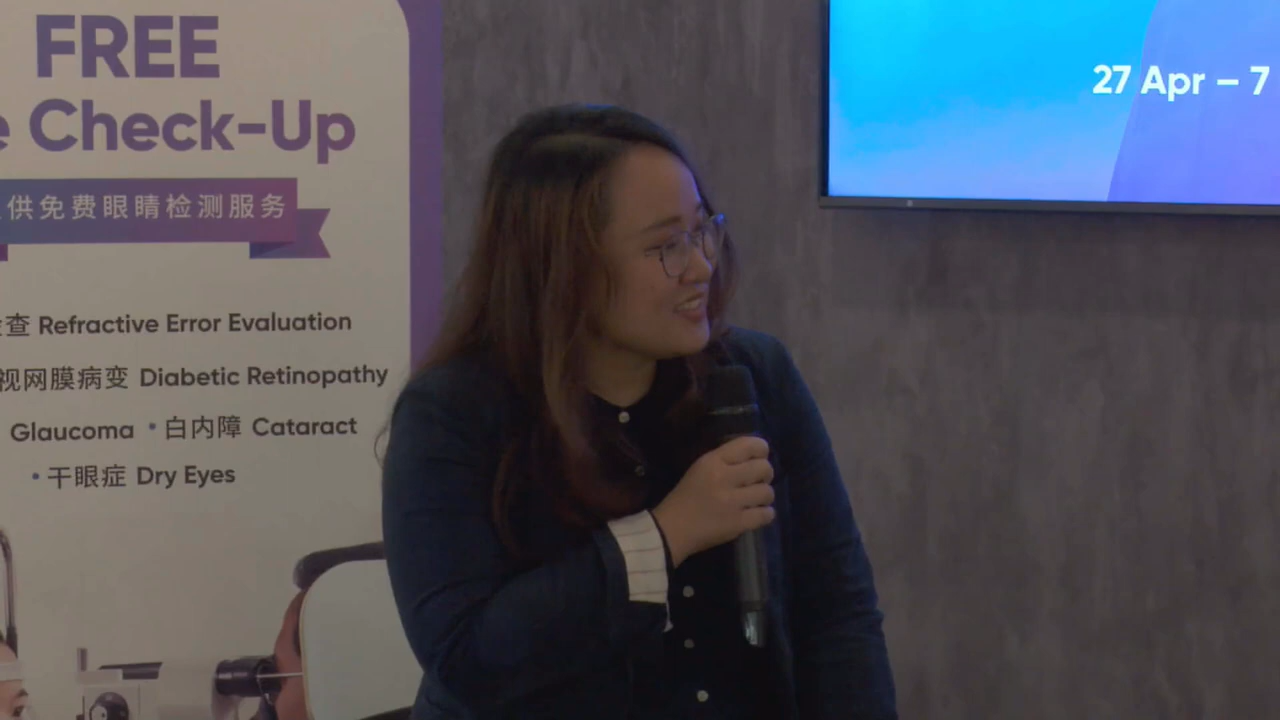 FREE
Check-Up
供免费眼睛检测服务
查 Refractive Error Evaluation
视网膜病变 Diabetic Retinopathy
Glaucoma • 白内障 Cataract
• 干眼症 Dry Eyes
27 Apr – 7